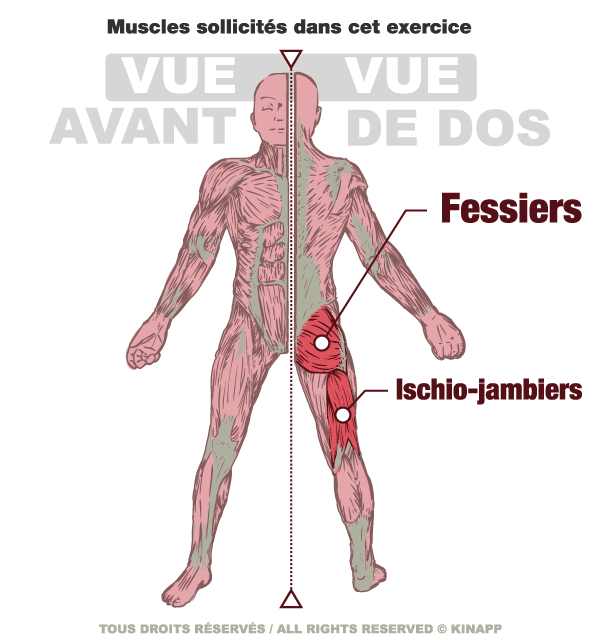 Muscles sollicités dans cet exercice
VUE VUE
AVANT DE DOS
Fessiers
Ischio-jambiers
TOUS DROITS RÉSERVÉS / ALL RIGHTS RESERVED © KINAPP